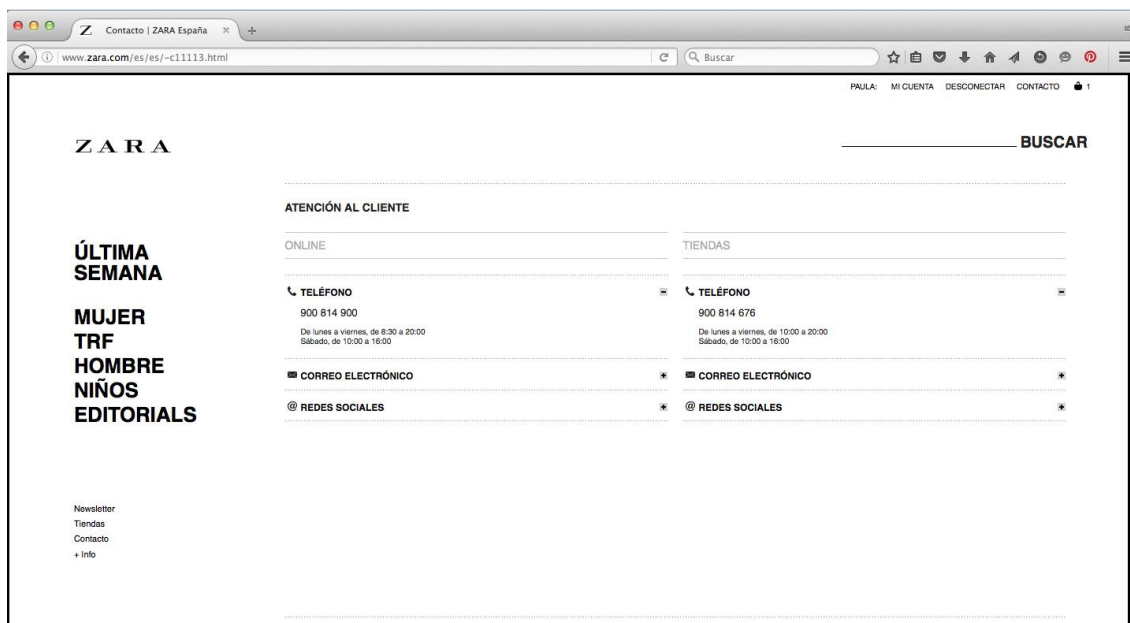 Z Contacto | ZARA España
www.zara.com/es/es/-c11113.html
Buscar
PAULA: MI CUENTA DESCONECTAR CONTACTO 1
ZARA
BUSCAR
ATENCIÓN AL CLIENTE
ÚLTIMA
SEMANA
MUJER
TRF
HOMBRE
NIÑOS
EDITORIALS
Newsletter
Tiendas
Contacto
+ Info
ONLINE
TELÉFONO
900 814 900
De lunes a viernes, de 8:30 a 20:00
Sábado, de 10:00 a 16:00
CORREO ELECTRÓNICO
@ REDES SOCIALES
TIENDAS
TELÉFONO
900 814 676
De lunes a viernes, de 10:00 a 20:00
Sábado, de 10:00 a 16:00
CORREO ELECTRÓNICO
@ REDES SOCIALES